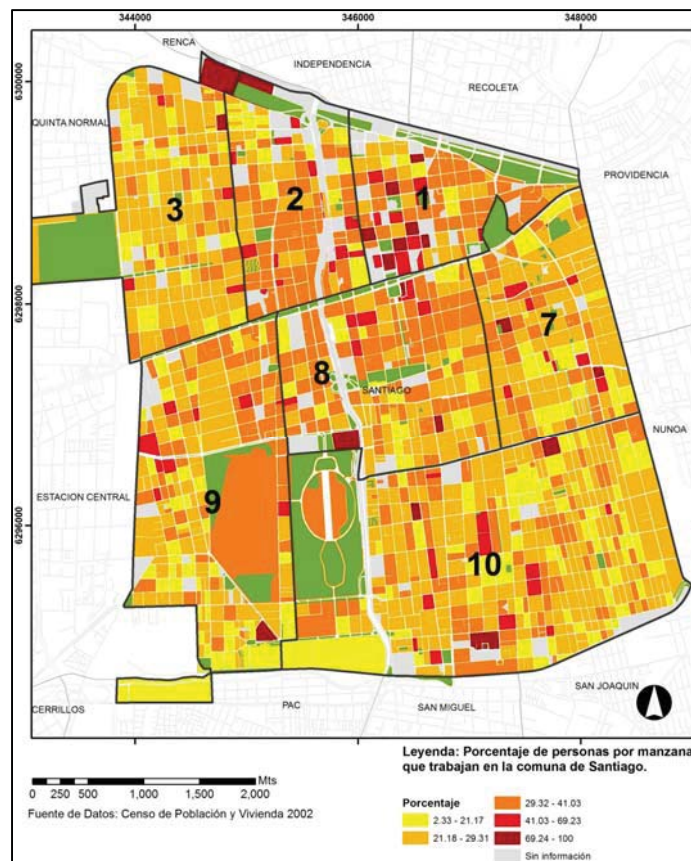 344000 346000 348000
RENCA
INDEPENDENCIA
6300000
RECOLETA
QUINTA NORMAL
PROVIDENCIA
1
2
3
6298000
7
8
SANTIAGO
NUNOA
ESTACION CENTRAL
9
6296000
10
SAN JOAQUIN
CERRILLOS
PAC
SAN MIGUEL
Leyenda: Porcentaje de personas por manzana
que trabajan en la comuna de Santiago.
Mts
0 250 500 1,000 1,500 2,000
Fuente de Datos: Censo de Población y Vivienda 2002
Porcentaje
2.33 - 21.17
21.18 - 29.31
29.32 - 41.03
41.03 - 69.23
69.24 - 100
Sin información